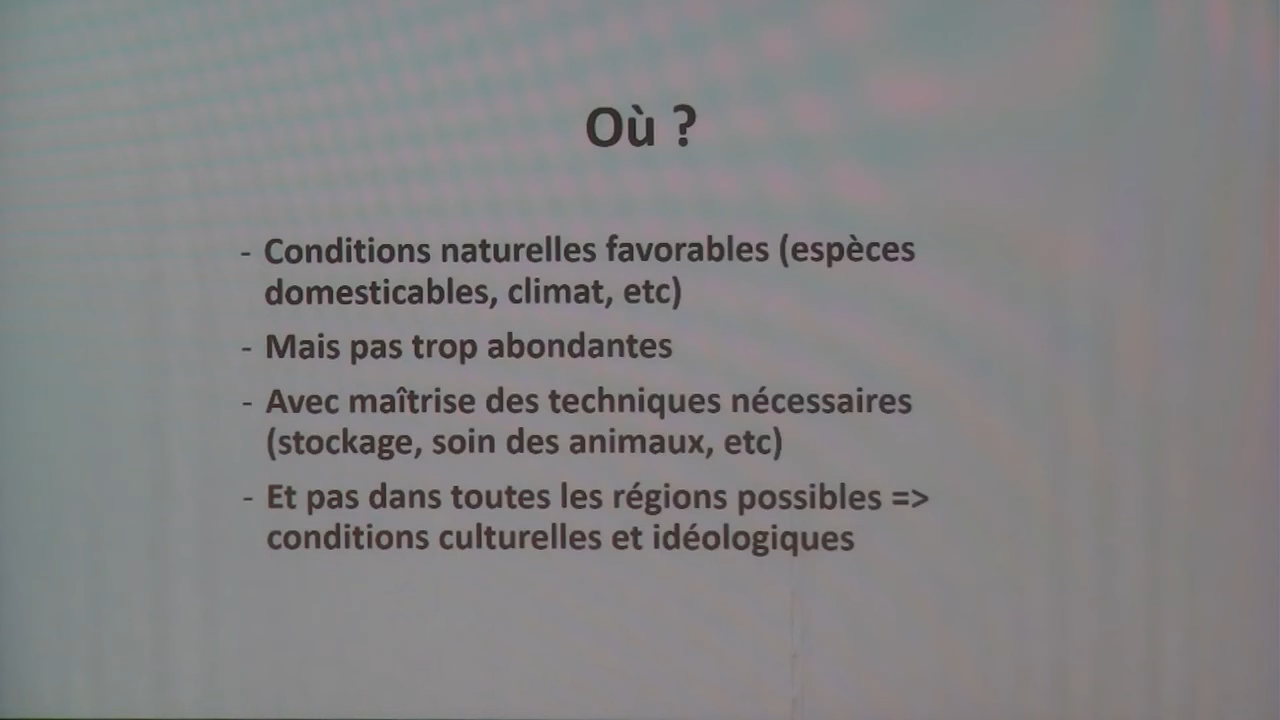 Où ?
- Conditions naturelles favorables (espèces
domesticables, climat, etc)
- Mais pas trop abondantes
- Avec maîtrise des techniques nécessaires
(stockage, soin des animaux, etc)
- Et pas dans toutes les régions possibles =>
conditions culturelles et idéologiques